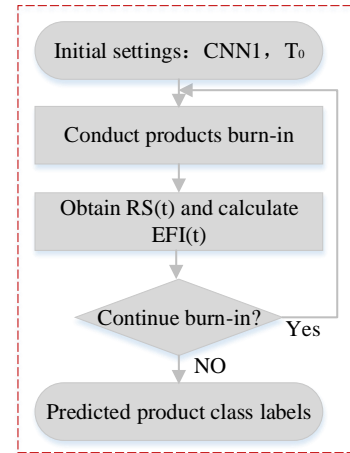 Initial settings：CNN1，T₀
Conduct products burn-in
Obtain RS(t) and calculate
EFI(t)
Continue burn-in?
Yes
NO
Predicted product class labels